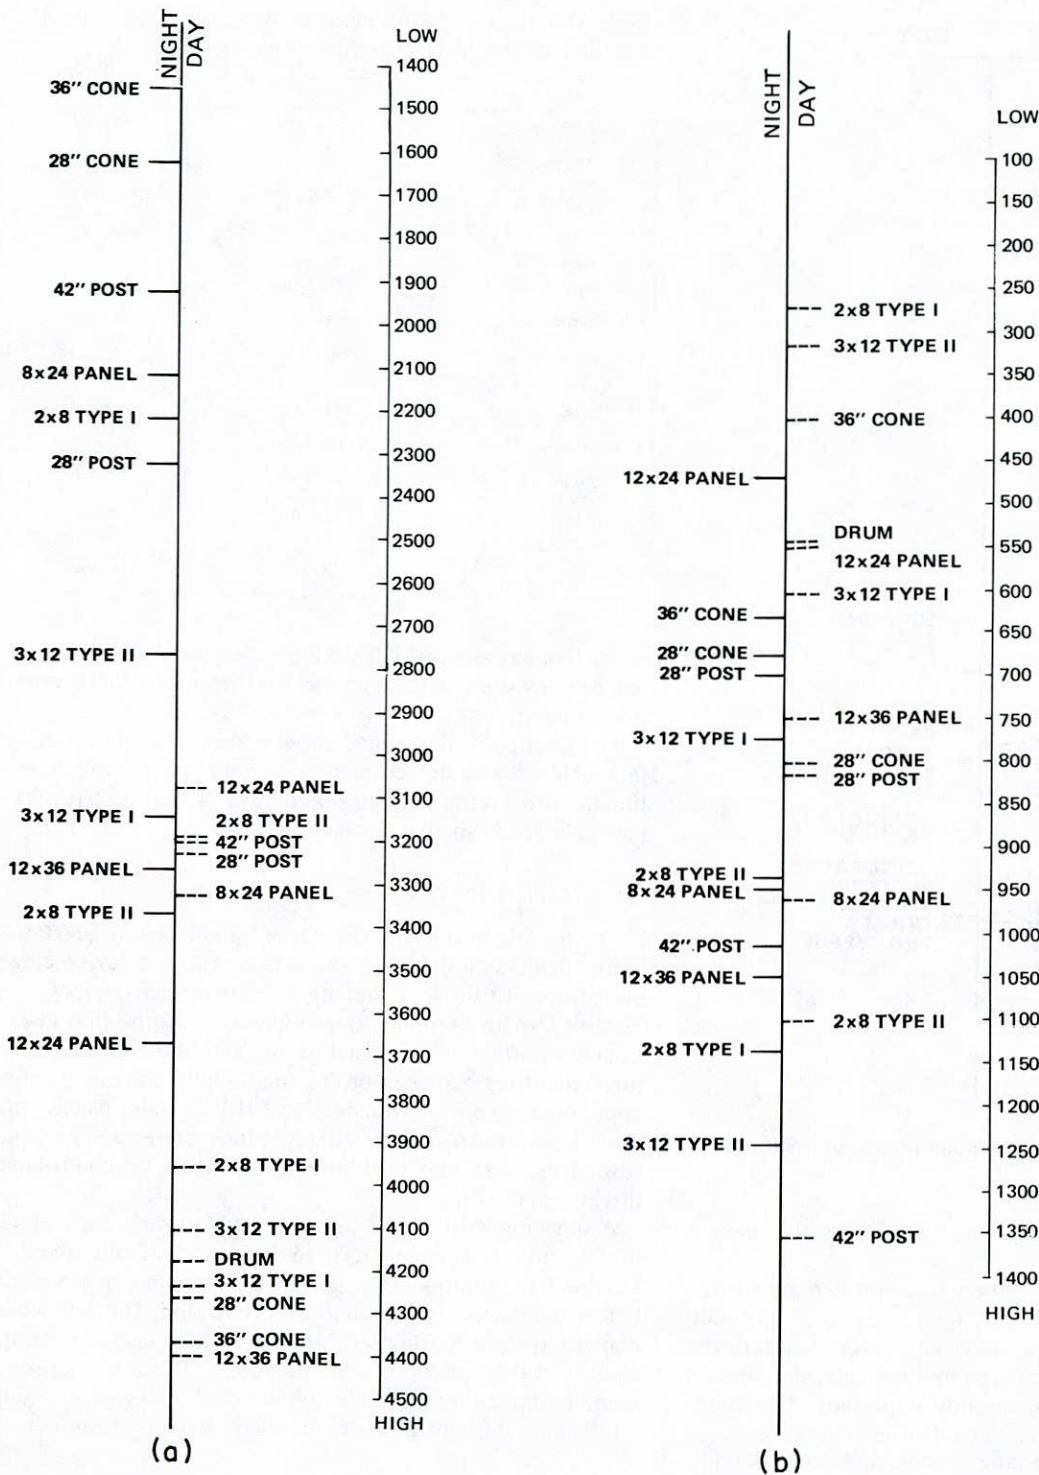 NIGHT
DAY
LOW
36" CONE
28" CONE
42" POST
8x24 PANEL
2x8 TYPE I
28" POST
3x12 TYPE II
12x24 PANEL
3x12 TYPE I
2x8 TYPE II
42" POST
28" POST
12x36 PANEL
8x24 PANEL
2x8 TYPE II
12x24 PANEL
2x8 TYPE I
3x12 TYPE II
DRUM
3x12 TYPE I
28" CONE
36" CONE
12x36 PANEL
1400
1500
1600
1700
1800
1900
2000
2100
2200
2300
2400
2500
2600
2700
2800
2900
3000
3100
3200
3300
3400
3500
3600
3700
3800
3900
4000
4100
4200
4300
4400
4500
HIGH
(a)
NIGHT
DAY
LOW
2x8 TYPE I
3x12 TYPE II
36" CONE
12x24 PANEL
DRUM
12x24 PANEL
3x12 TYPE I
36" CONE
28" CONE
28" POST
12x36 PANEL
3x12 TYPE I
28" CONE
28" POST
2x8 TYPE II
8x24 PANEL
8x24 PANEL
42" POST
12x36 PANEL
2x8 TYPE II
2x8 TYPE I
3x12 TYPE II
42" POST
100
150
200
250
300
350
400
450
500
550
600
650
700
750
800
850
900
950
1000
1050
1100
1150
1200
1250
1300
1350
1400
HIGH
(b)